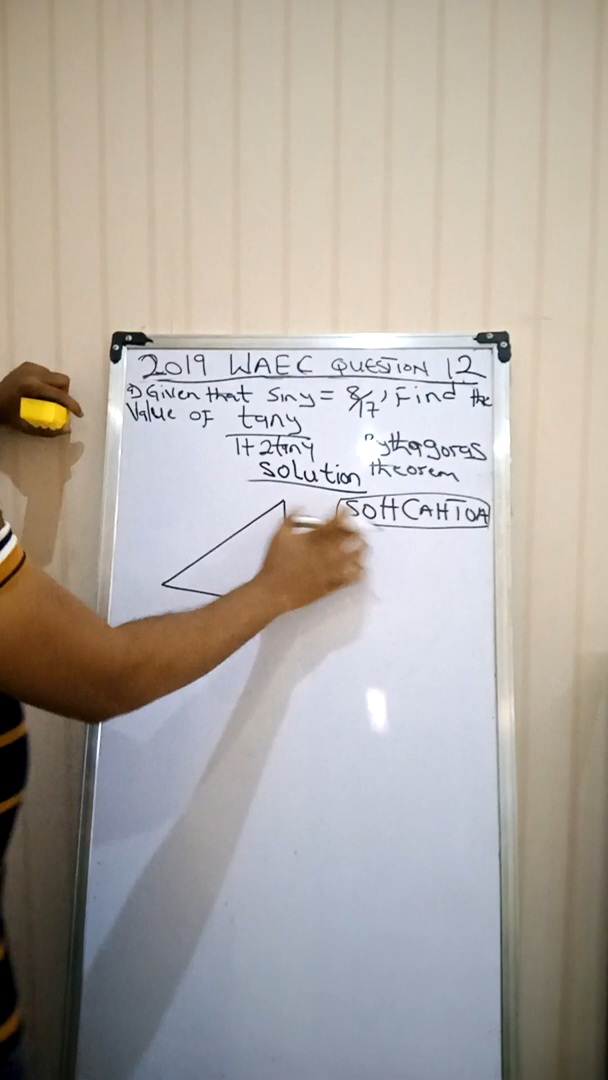 2019 WAEC QUESTION 12
a) Given that Siny = 8/17, Find the
Value of tany
1+2tany
Pythagoras
theorem
Solution
SOHCAHTOA